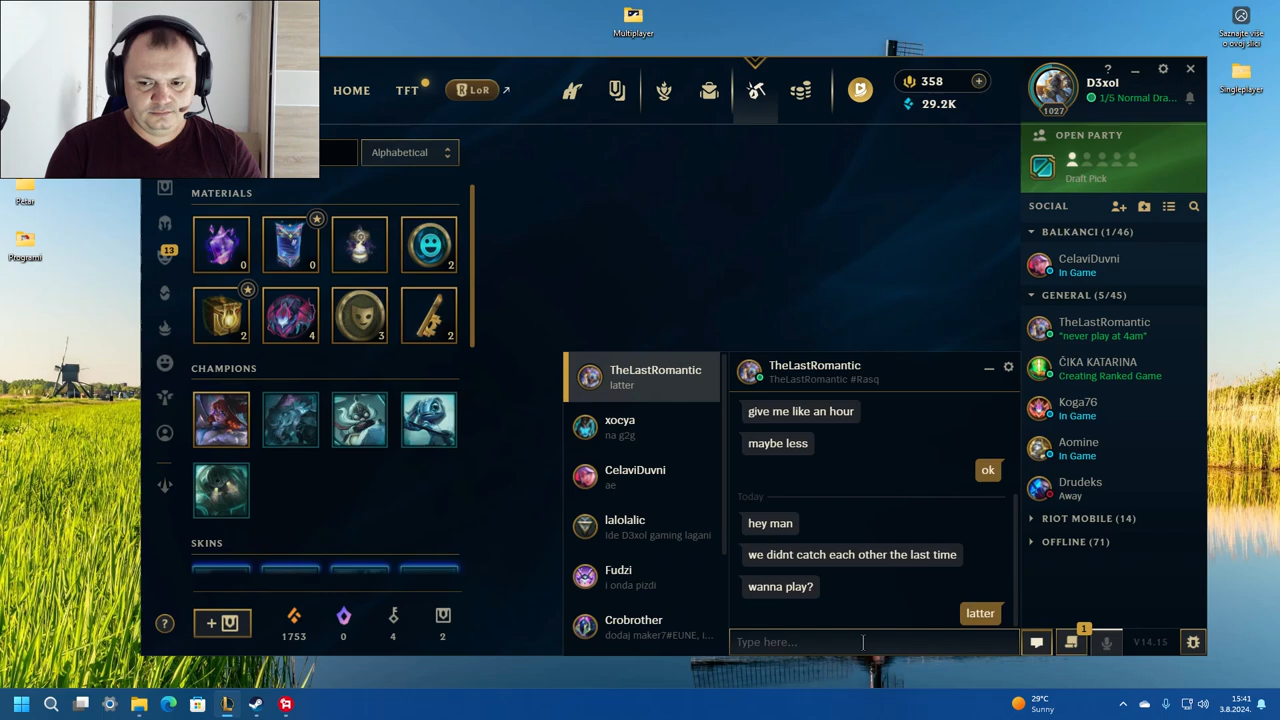 Multiplayer
Saznajte više
o ovoj slici
Singleplayer
Petar
Programi
HOME
TFT
LoR
358
29.2K
1027
D3xol
1/5 Normal Dra...
OPEN PARTY
Draft Pick
Alphabetical
MATERIALS
0
0
2
2
4
3
2
13
CHAMPIONS
SKINS
1753
0
4
2
SOCIAL
BALKANCI (1/46)
CelaviDuvni
In Game
GENERAL (5/45)
TheLastRomantic
"never play at 4am"
ČIKA KATARINA
Creating Ranked Game
Koga76
In Game
Aomine
In Game
Drudeks
Away
RIOT MOBILE (14)
OFFLINE (71)
TheLastRomantic
latter
xocya
na g2g
CelaviDuvni
ae
lalolalic
Ide D3xol gaming lagani
Fudzi
i onda pizdi
Crobrother
dodaj maker7#EUNE, i...
TheLastRomantic
TheLastRomantic #Rasq
give me like an hour
maybe less
ok
Today
hey man
we didnt catch each other the last time
wanna play?
latter
Type here...
1
V14.15
29°C
Sunny
15:41
3.8.2024.